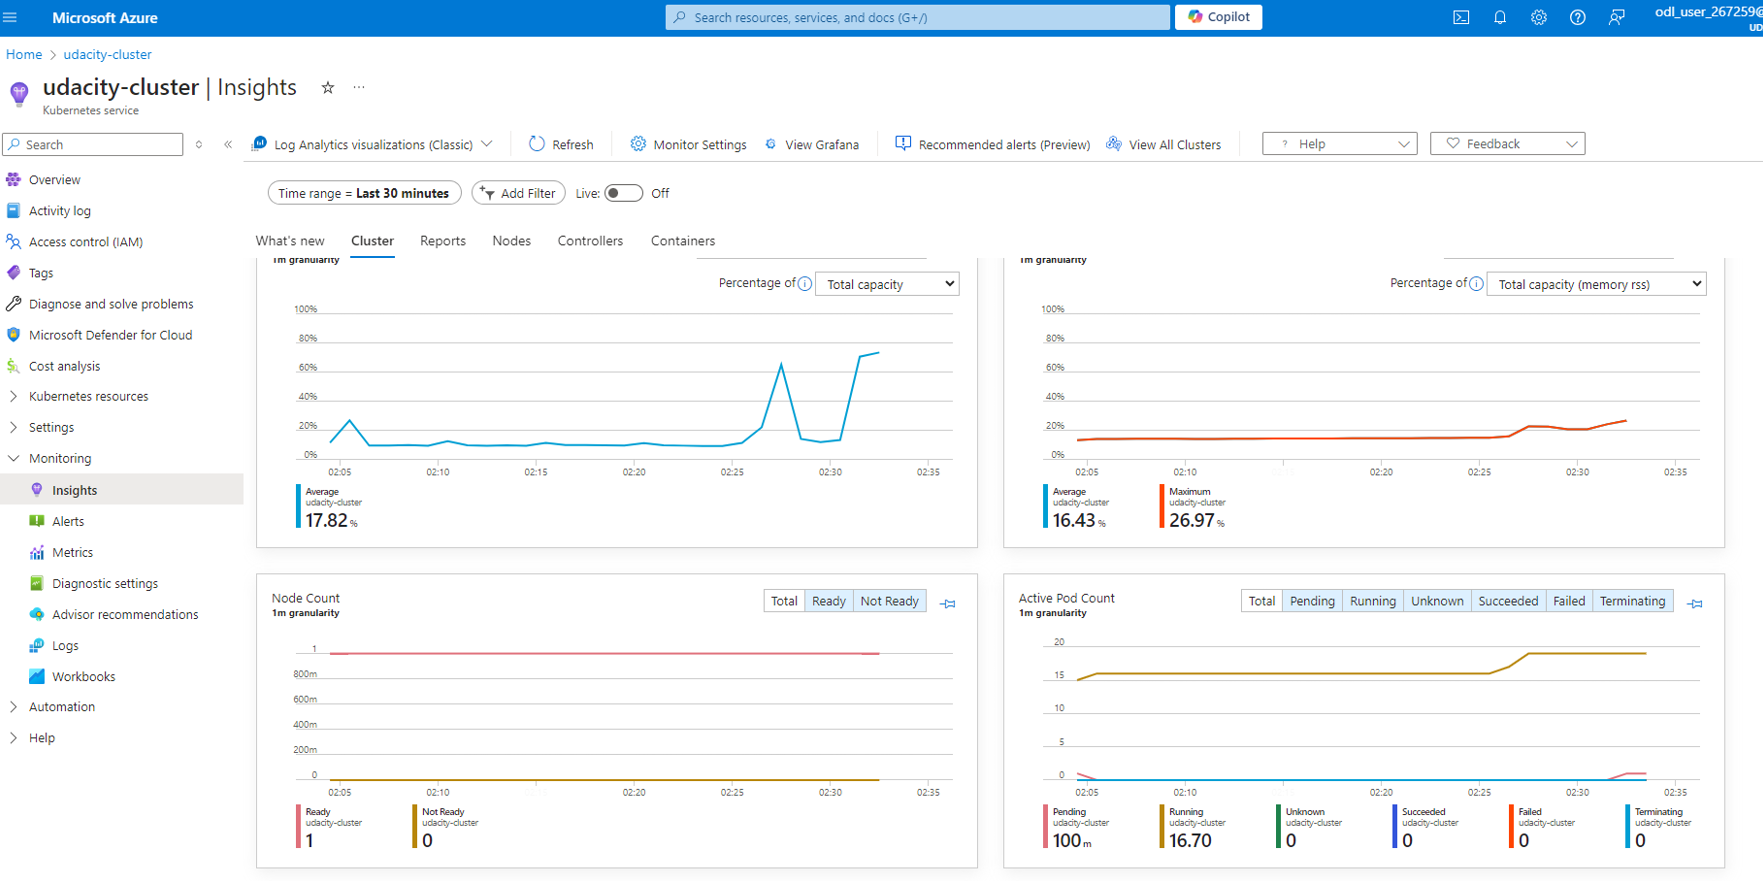 Microsoft Azure
Search resources, services, and docs (G+/)
Copilot
odl_user_267259@
UD
Home > udacity-cluster
udacity-cluster | Insights
Kubernetes service
Search
Log Analytics visualizations (Classic)
Refresh
Monitor Settings
View Grafana
Recommended alerts (Preview)
View All Clusters
? Help
Feedback
Overview
Activity log
Access control (IAM)
Tags
Diagnose and solve problems
Microsoft Defender for Cloud
Cost analysis
Kubernetes resources
Settings
Monitoring
Insights
Alerts
Metrics
Diagnostic settings
Advisor recommendations
Logs
Workbooks
Automation
Help
Time range = Last 30 minutes
Add Filter
Live: Off
What's new
Cluster
Reports
Nodes
Controllers
Containers
1m granularity
Percentage of Total capacity
100%
80%
60%
40%
20%
0%
02:05 02:10 02:15 02:20 02:25 02:30 02:35
Average
udacity-cluster
17.82 %
1m granularity
Percentage of Total capacity (memory rss)
100%
80%
60%
40%
20%
0%
02:05 02:10 02:20 02:25 02:30 02:35
Average
udacity-cluster
16.43 %
Maximum
udacity-cluster
26.97 %
Node Count
1m granularity
Total Ready Not Ready
1
800m
600m
400m
200m
0
02:05 02:10 02:20 02:25 02:30 02:35
Ready
udacity-cluster
1
Not Ready
udacity-cluster
0
Active Pod Count
1m granularity
Total Pending Running Unknown Succeeded Failed Terminating
20
15
10
5
0
02:05 02:10 02:20 02:25 02:30 02:35
Pending
udacity-cluster
100 m
Running
udacity-cluster
16.70
Unknown
udacity-cluster
0
Succeeded
udacity-cluster
0
Failed
udacity-cluster
0
Terminating
udacity-cluster
0